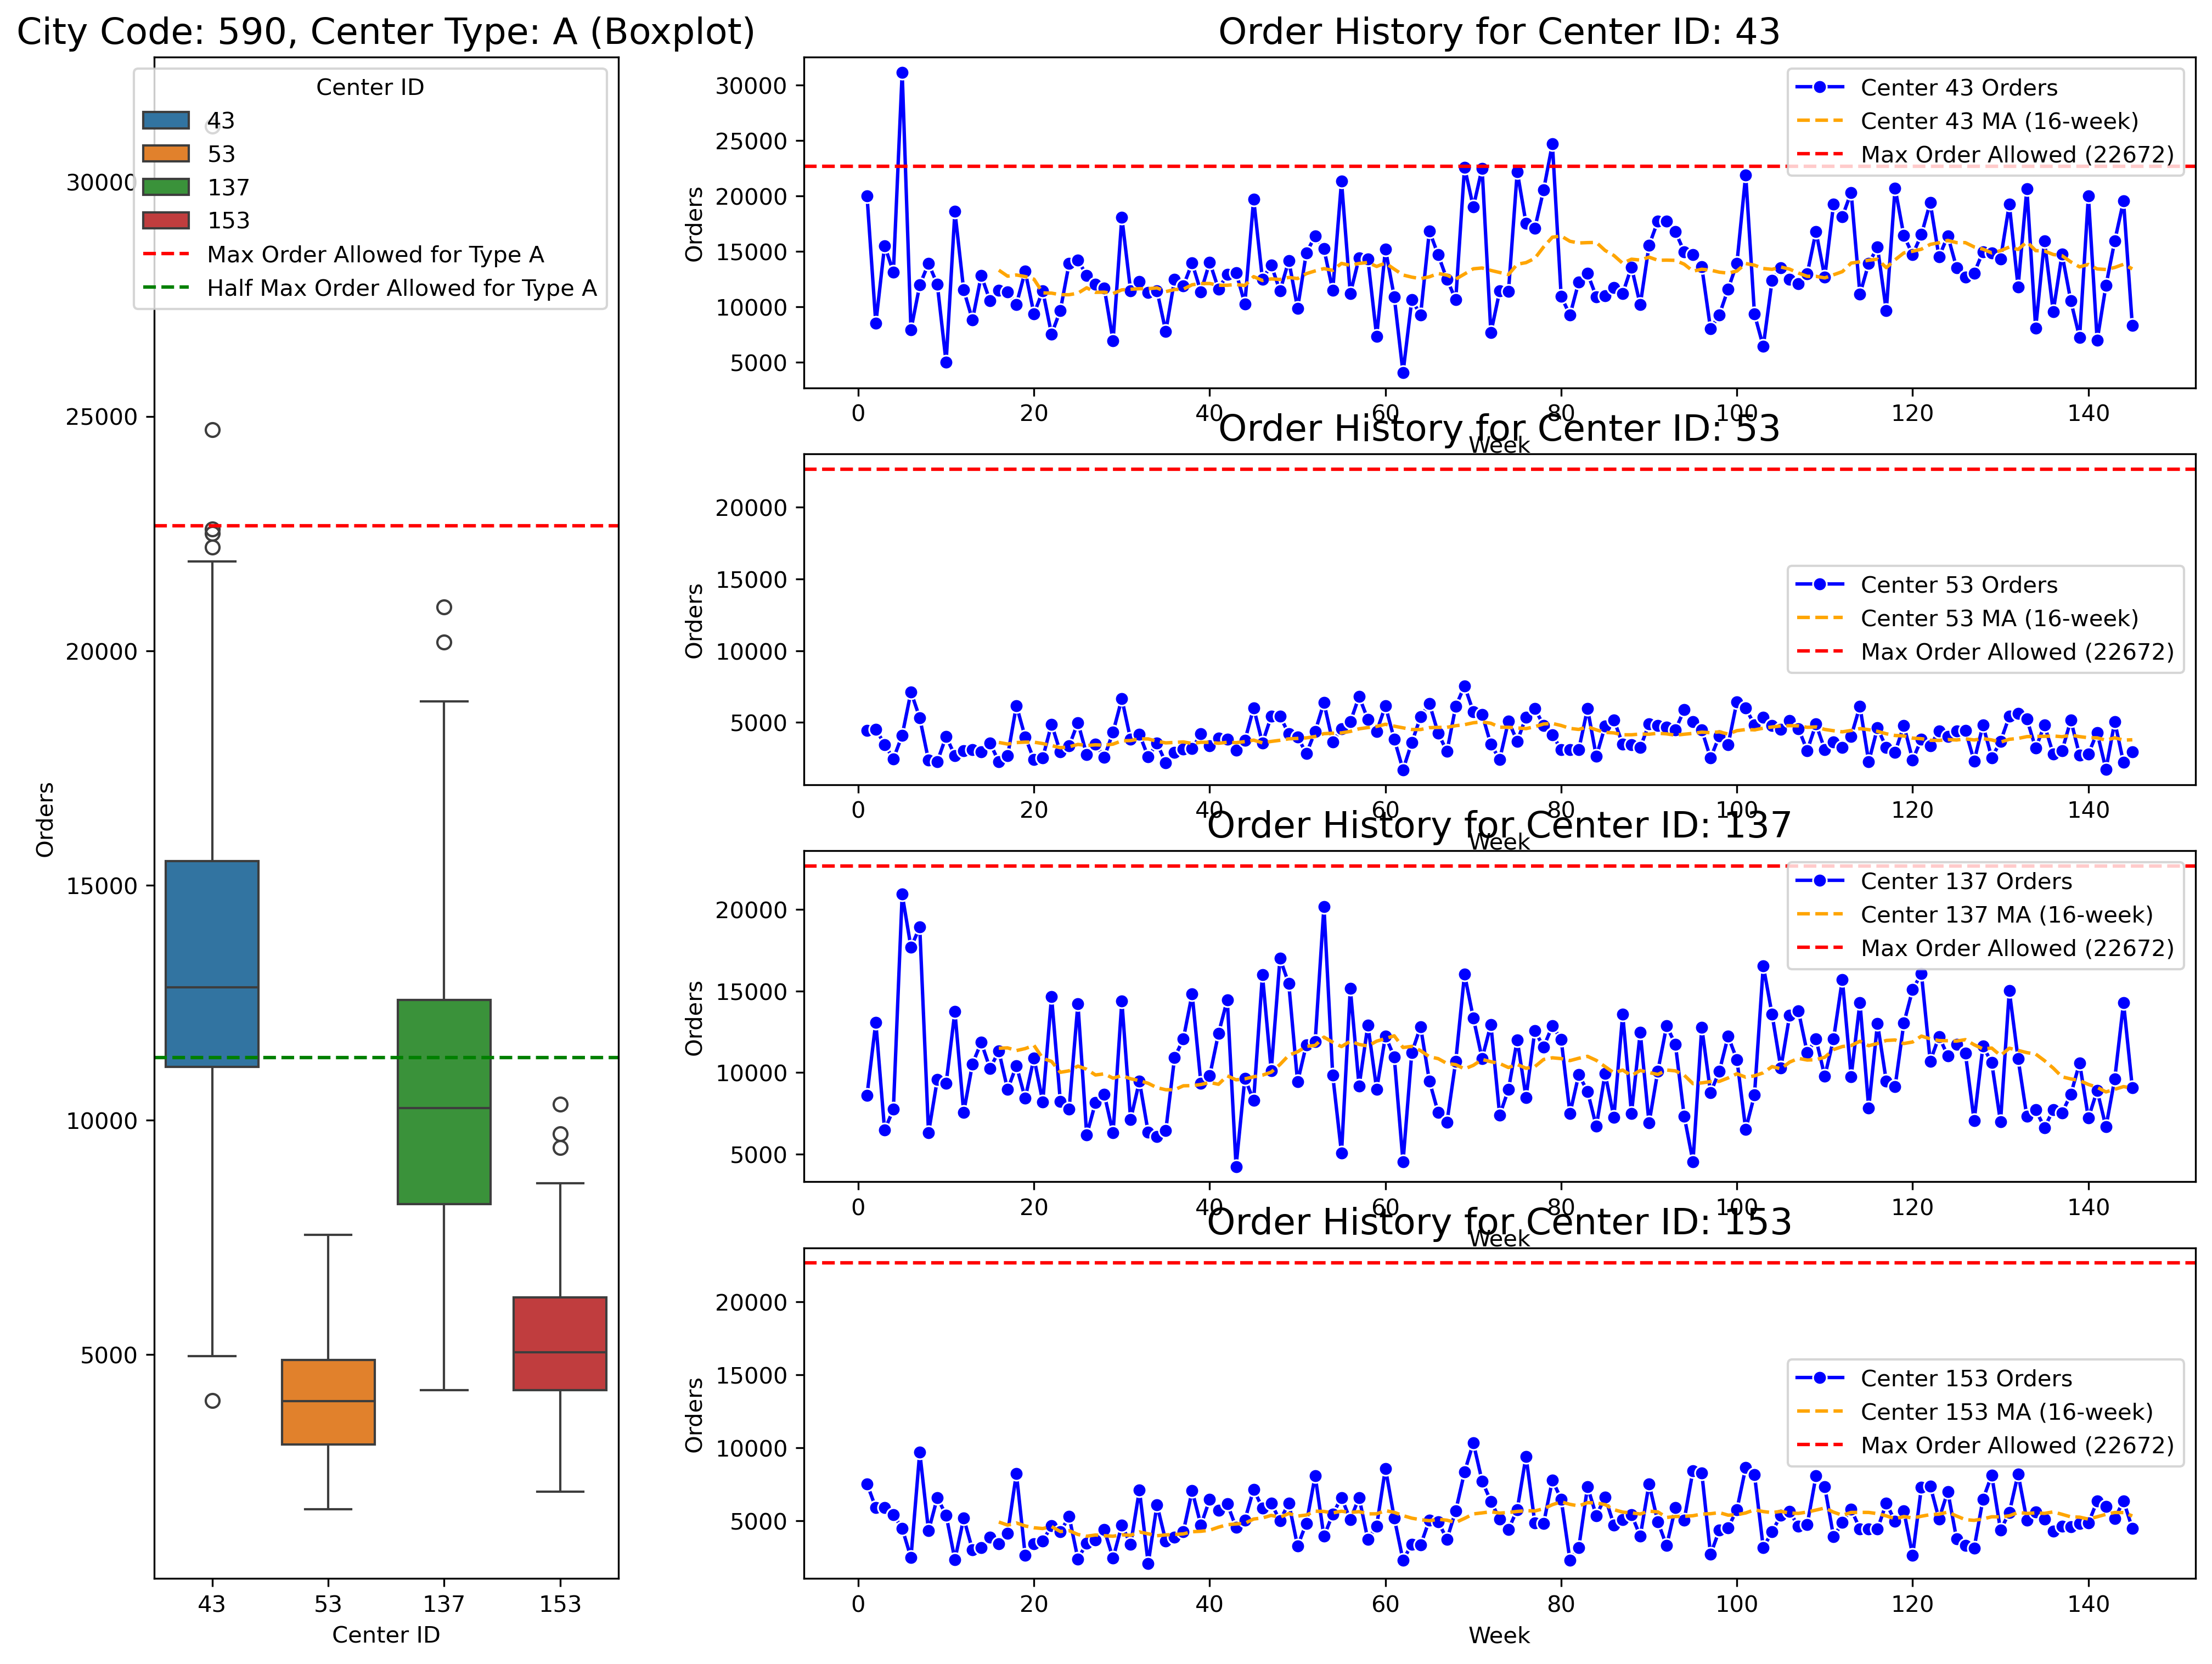 City Code: 590, Center Type: A (Boxplot)
Center ID
43
53
137
153
Max Order Allowed for Type A
Half Max Order Allowed for Type A
30000
25000
20000
15000
10000
5000
Orders
43 53 137 153
Center ID
Order History for Center ID: 43
Center 43 Orders
Center 43 MA (16-week)
Max Order Allowed (22672)
30000
25000
20000
15000
10000
5000
Orders
0 20 40 60 80 100 120 140
Week
Order History for Center ID: 53
Center 53 Orders
Center 53 MA (16-week)
Max Order Allowed (22672)
20000
15000
10000
5000
Orders
0 20 40 60 80 100 120 140
Week
Order History for Center ID: 137
Center 137 Orders
Center 137 MA (16-week)
Max Order Allowed (22672)
20000
15000
10000
5000
Orders
0 20 40 60 80 100 120 140
Week
Order History for Center ID: 153
Center 153 Orders
Center 153 MA (16-week)
Max Order Allowed (22672)
20000
15000
10000
5000
Orders
0 20 40 60 80 100 120 140
Week